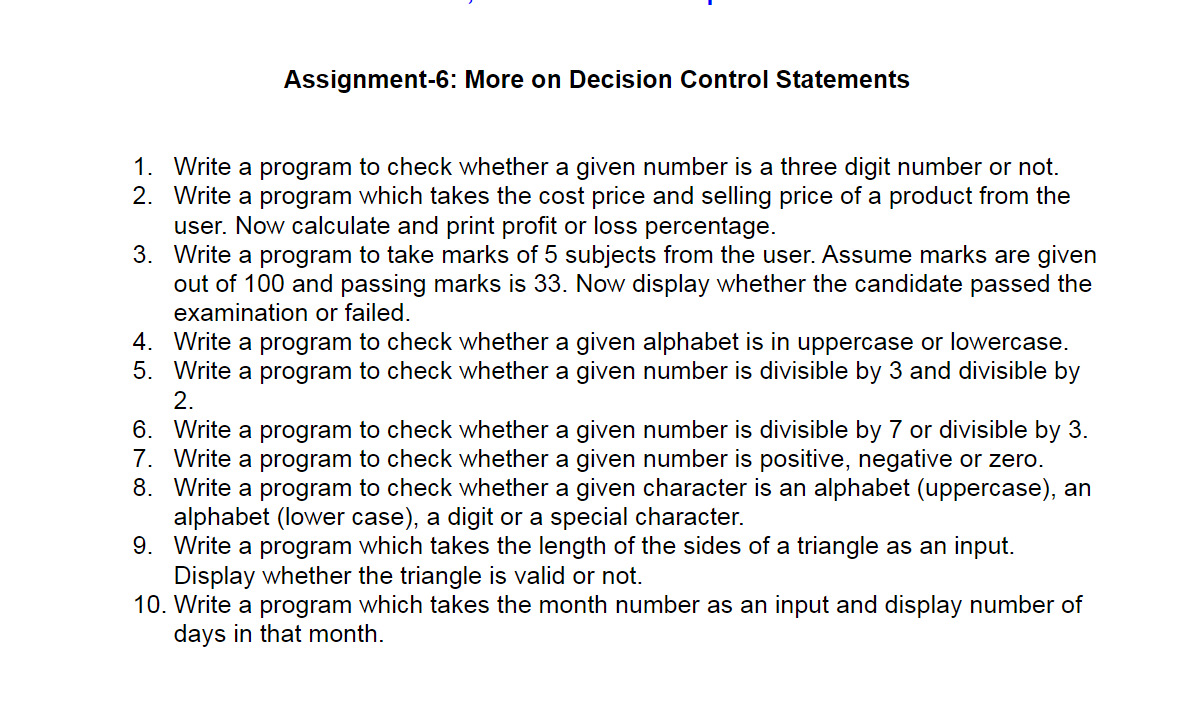 Assignment-6: More on Decision Control Statements
1. Write a program to check whether a given number is a three digit number or not.
2. Write a program which takes the cost price and selling price of a product from the
user. Now calculate and print profit or loss percentage.
3. Write a program to take marks of 5 subjects from the user. Assume marks are given
out of 100 and passing marks is 33. Now display whether the candidate passed the
examination or failed.
4. Write a program to check whether a given alphabet is in uppercase or lowercase.
5. Write a program to check whether a given number is divisible by 3 and divisible by
2.
6. Write a program to check whether a given number is divisible by 7 or divisible by 3.
7. Write a program to check whether a given number is positive, negative or zero.
8. Write a program to check whether a given character is an alphabet (uppercase), an
alphabet (lower case), a digit or a special character.
9. Write a program which takes the length of the sides of a triangle as an input.
Display whether the triangle is valid or not.
10. Write a program which takes the month number as an input and display number of
days in that month.